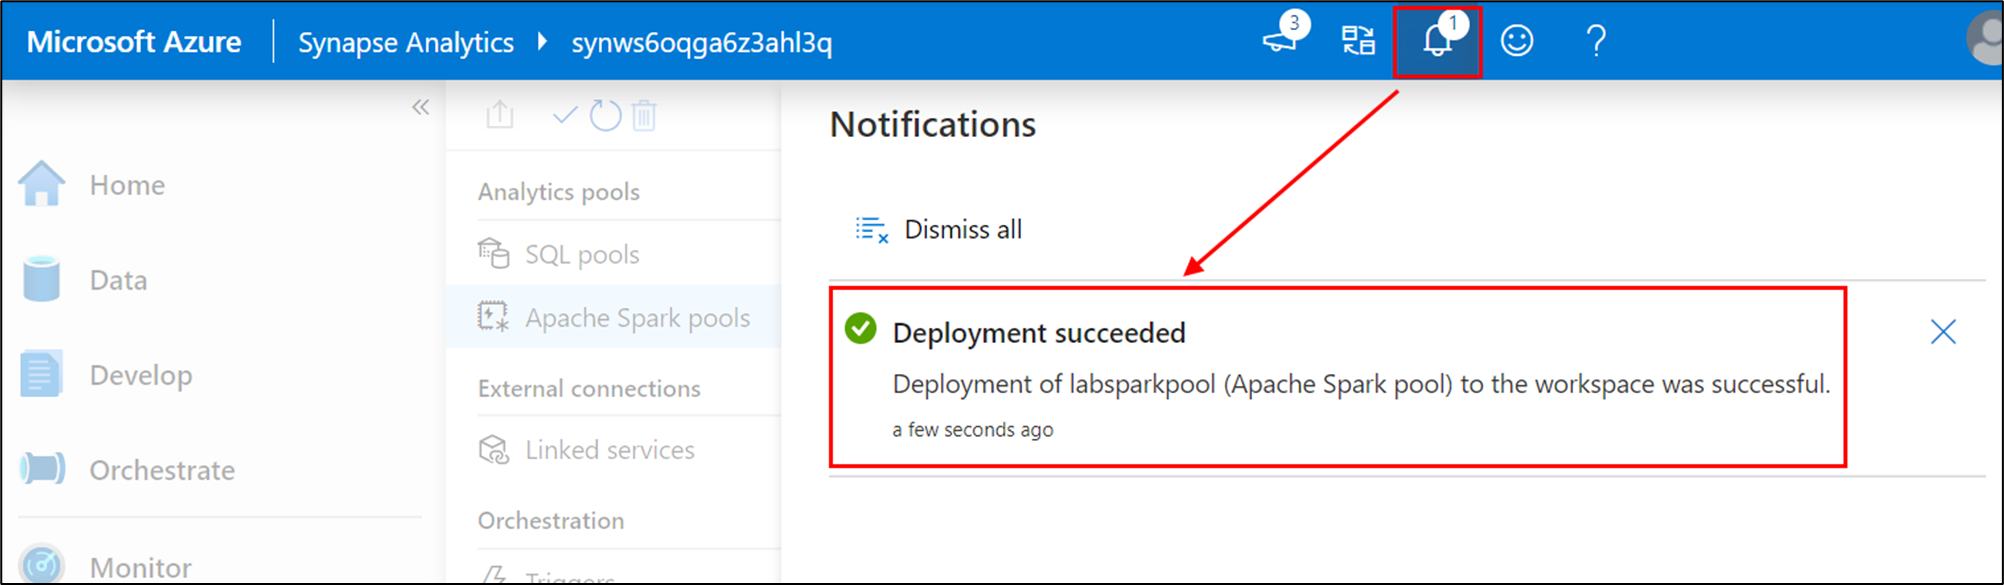 Microsoft Azure
Synapse Analytics
synws6oqga6z3ahl3q
3
1
?
Notifications
Dismiss all
Deployment succeeded
Deployment of labsparkpool (Apache Spark pool) to the workspace was successful.
a few seconds ago
Home
Data
Develop
Orchestrate
Monitor
Analytics pools
SQL pools
Apache Spark pools
External connections
Linked services
Orchestration
Triggers